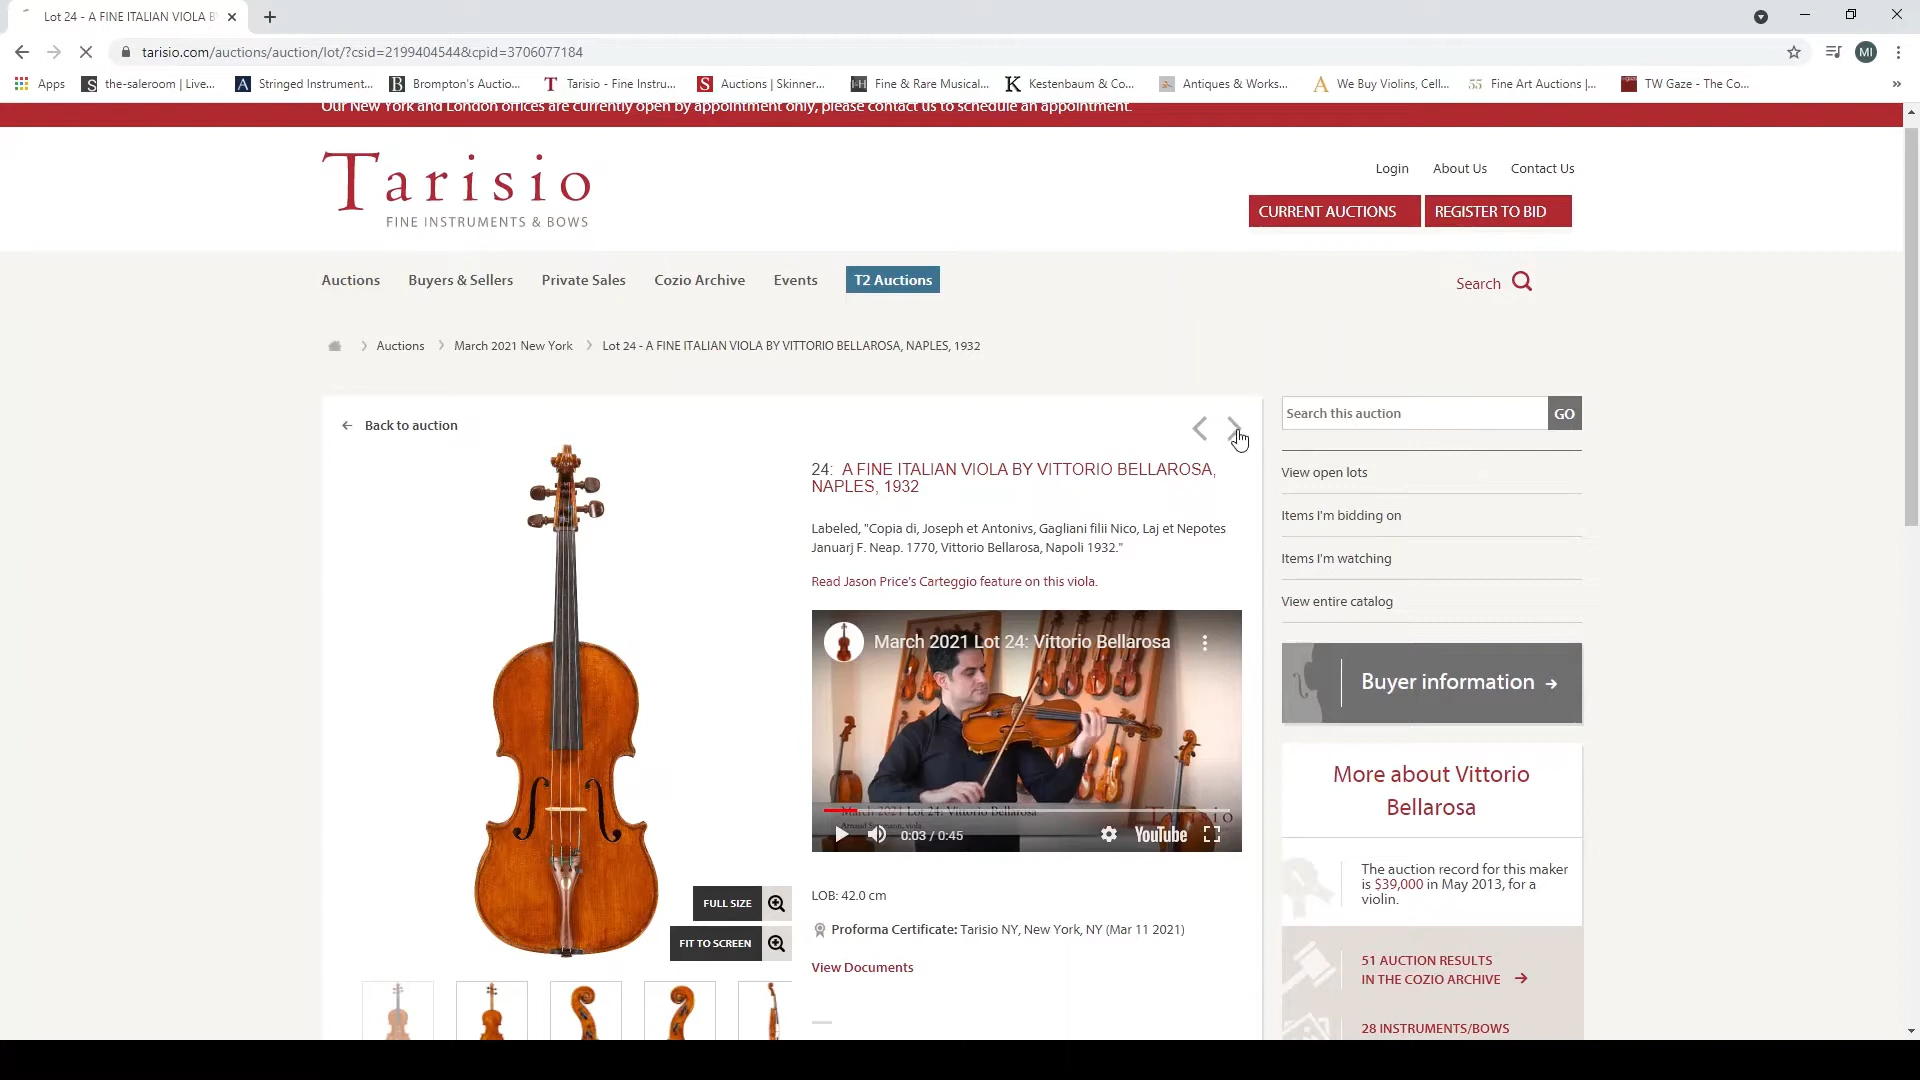 Lot 24 - A FINE ITALIAN VIOLA B
tarisio.com/auctions/auction/lot/?csid=2199404544&cpid=3706077184
MI
Apps
the-saleroom | Live...
Stringed Instrument...
Brompton's Auctio...
Tarisio - Fine Instru...
Auctions | Skinner...
Fine & Rare Musical...
Kestenbaum & Co...
Antiques & Works...
We Buy Violins, Cell...
Fine Art Auctions |...
TW Gaze - The Co...
Our New York and London offices are currently open by appointment only, please contact us to schedule an appointment.
Tarisio
FINE INSTRUMENTS & BOWS
Login
About Us
Contact Us
CURRENT AUCTIONS
REGISTER TO BID
Auctions
Buyers & Sellers
Private Sales
Cozio Archive
Events
T2 Auctions
Search
Auctions
March 2021 New York
Lot 24 - A FINE ITALIAN VIOLA BY VITTORIO BELLAROSA, NAPLES, 1932
Back to auction
24: A FINE ITALIAN VIOLA BY VITTORIO BELLAROSA,
NAPLES, 1932
Labeled, "Copia di, Joseph et Antonivs, Gagliani filii Nico, Laj et Nepotes
Januarj F. Neap. 1770, Vittorio Bellarosa, Napoli 1932."
Read Jason Price's Carteggio feature on this viola.
March 2021 Lot 24: Vittorio Bellarosa
March 2021 Lot 24: Vittorio Bellarosa
Tarisio
0:03 / 0:45
YouTube
LOB: 42.0 cm
Proforma Certificate: Tarisio NY, New York, NY (Mar 11 2021)
View Documents
FULL SIZE
FIT TO SCREEN
Search this auction
GO
View open lots
Items I'm bidding on
Items I'm watching
View entire catalog
Buyer information
More about Vittorio
Bellarosa
The auction record for this maker
is $39,000 in May 2013, for a
violin.
51 AUCTION RESULTS
IN THE COZIO ARCHIVE
28 INSTRUMENTS/BOWS